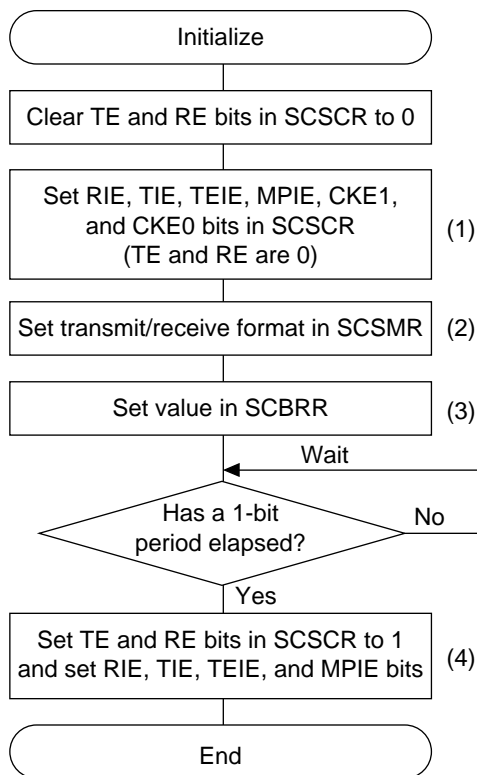 Initialize
Clear TE and RE bits in SCSCR to 0
Set RIE, TIE, TEIE, MPIE, CKE1,
and CKE0 bits in SCSCR
(TE and RE are 0)
(1)
Set transmit/receive format in SCSMR
(2)
Set value in SCBRR
(3)
Wait
Has a 1-bit
period elapsed?
No
Yes
Set TE and RE bits in SCSCR to 1
and set RIE, TIE, TEIE, and MPIE bits
(4)
End